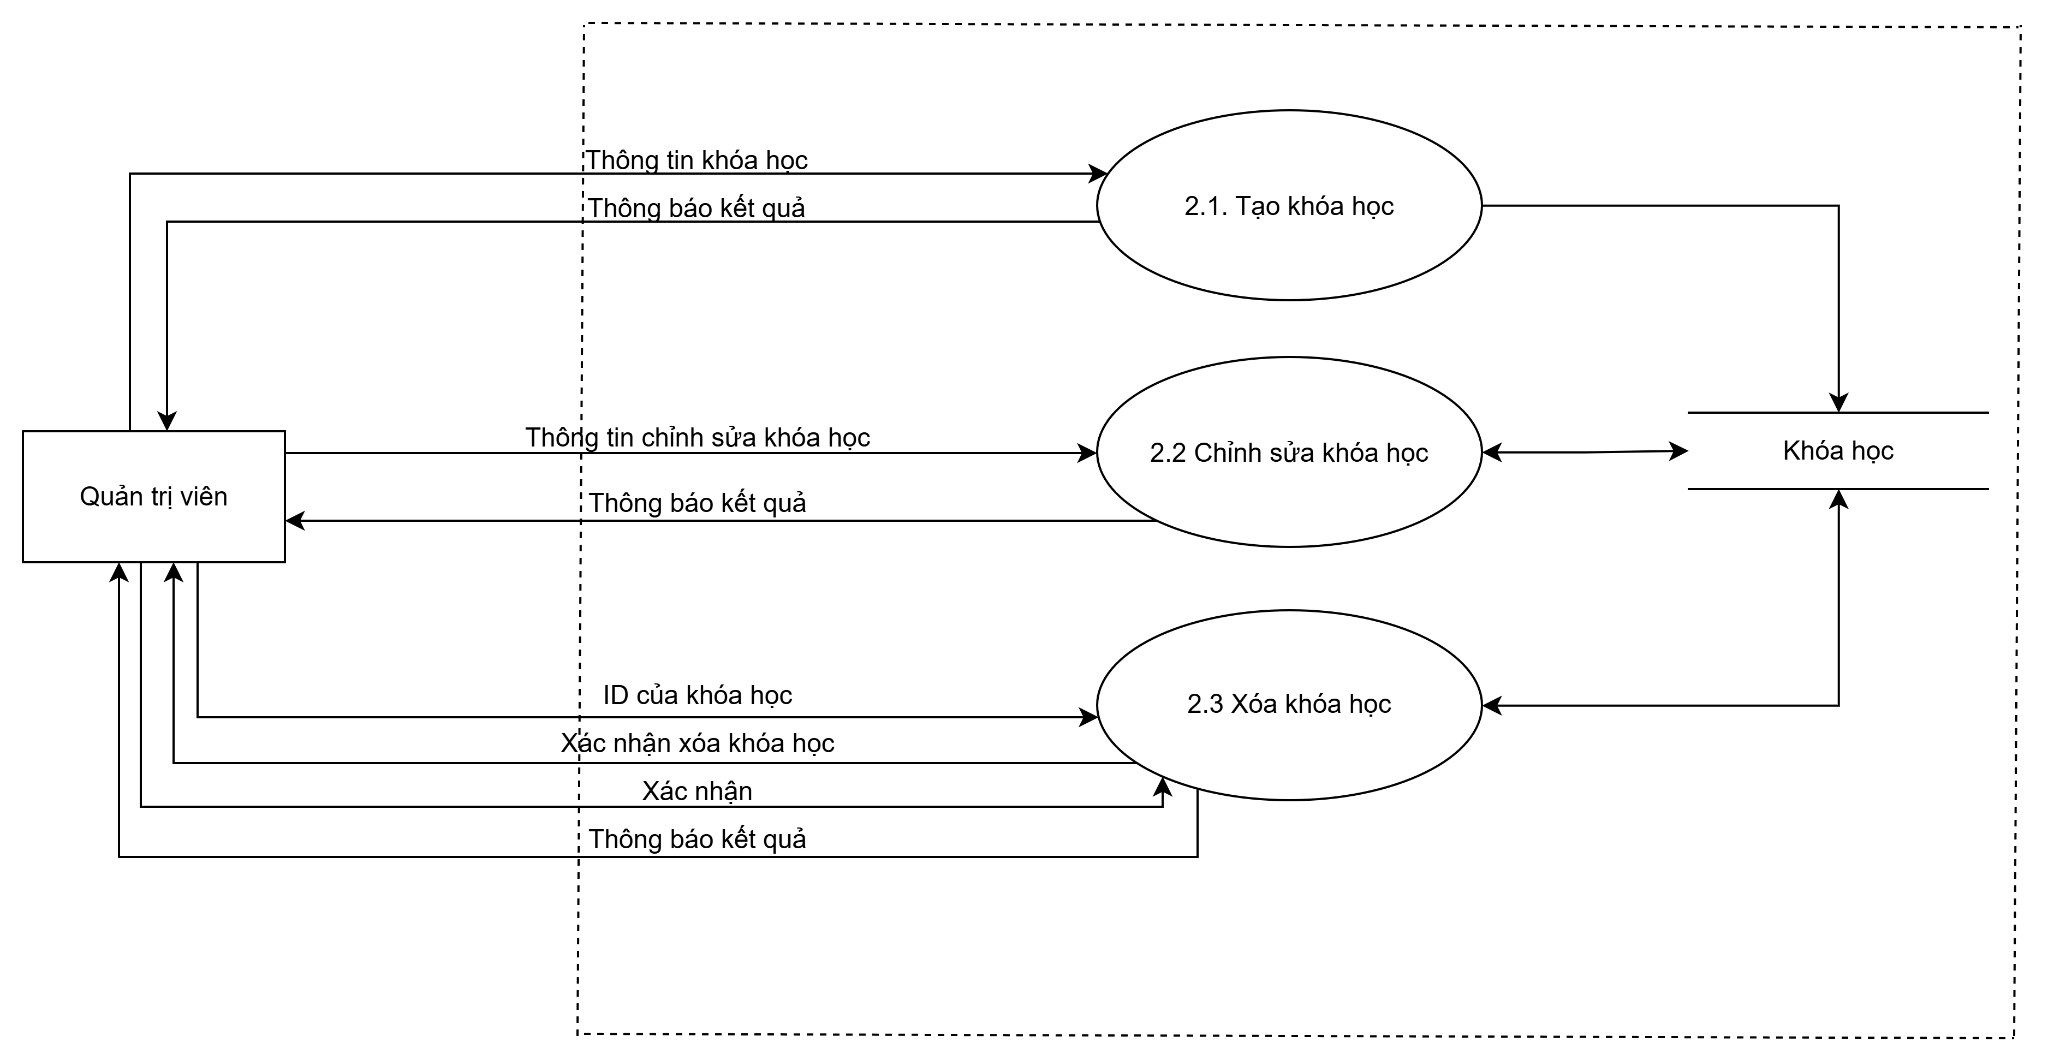 Thông tin khóa học
Thông báo kết quả
2.1. Tạo khóa học
Thông tin chỉnh sửa khóa học
2.2 Chỉnh sửa khóa học
Khóa học
Quản trị viên
Thông báo kết quả
ID của khóa học
2.3 Xóa khóa học
Xác nhận xóa khóa học
Xác nhận
Thông báo kết quả